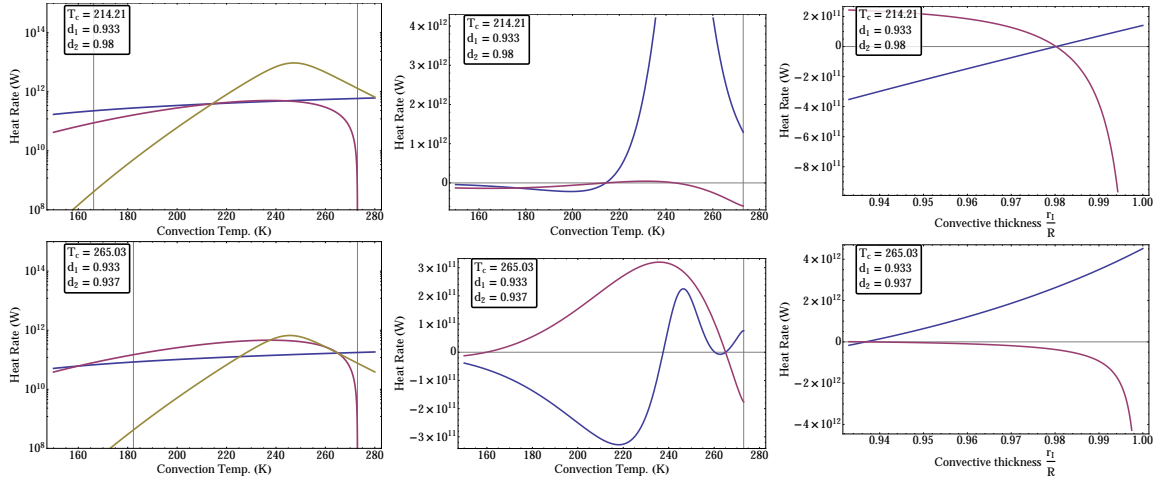 T_c = 214.21
d_1 = 0.933
d_2 = 0.98
Heat Rate (W)
10^14
10^12
10^10
10^8
160 180 200 220 240 260 280
Convection Temp. (K)
T_c = 214.21
d_1 = 0.933
d_2 = 0.98
Heat Rate (W)
4×10^12
3×10^12
2×10^12
1×10^12
0
160 180 200 220 240 260 280
Convection Temp. (K)
T_c = 214.21
d_1 = 0.933
d_2 = 0.98
Heat Rate (W)
2×10^11
0
−2×10^11
−4×10^11
−6×10^11
−8×10^11
0.94 0.95 0.96 0.97 0.98 0.99 1.00
Convective thickness r_I/R
T_c = 265.03
d_1 = 0.933
d_2 = 0.937
Heat Rate (W)
10^14
10^12
10^10
10^8
160 180 200 220 240 260 280
Convection Temp. (K)
T_c = 265.03
d_1 = 0.933
d_2 = 0.937
Heat Rate (W)
3×10^11
2×10^11
1×10^11
0
−1×10^11
−2×10^11
−3×10^11
160 180 200 220 240 260 280
Convection Temp. (K)
T_c = 265.03
d_1 = 0.933
d_2 = 0.937
Heat Rate (W)
4×10^12
2×10^12
0
−2×10^12
−4×10^12
0.94 0.95 0.96 0.97 0.98 0.99 1.00
Convective thickness r_I/R